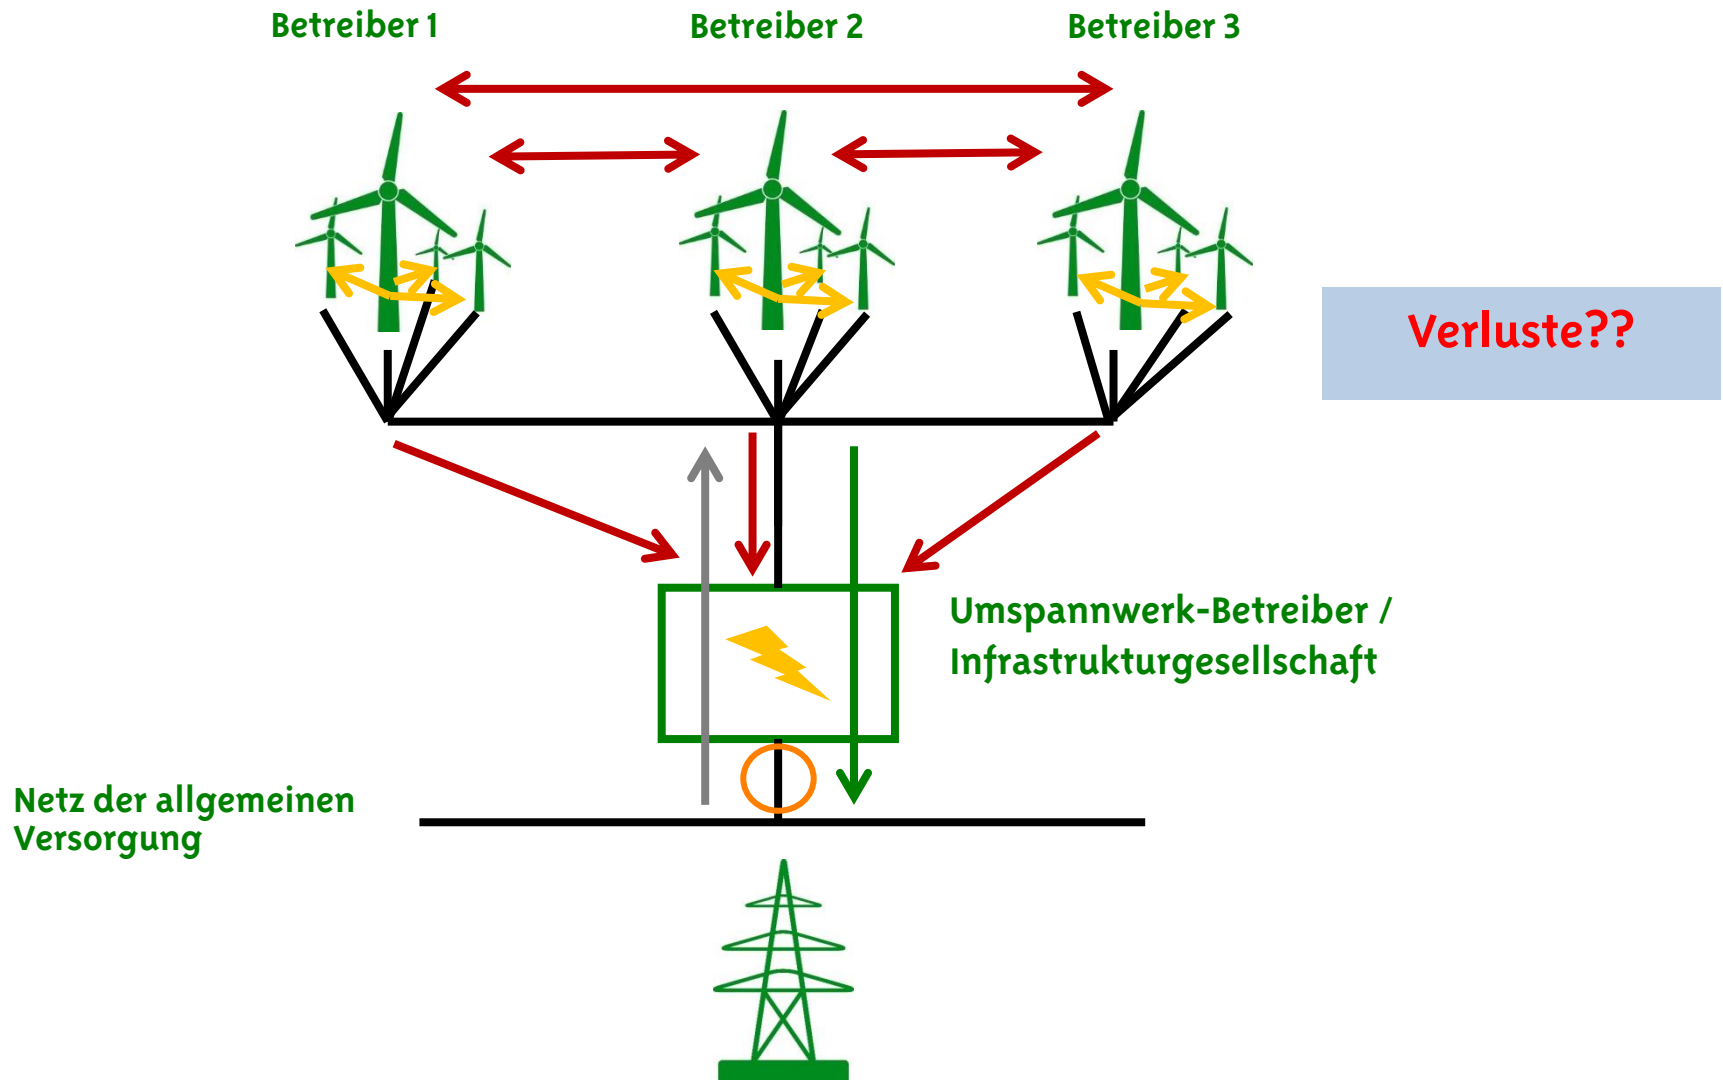 Betreiber 1
Betreiber 2
Betreiber 3
Verluste??
Umspannwerk-Betreiber /
Infrastrukturgesellschaft
Netz der allgemeinen
Versorgung